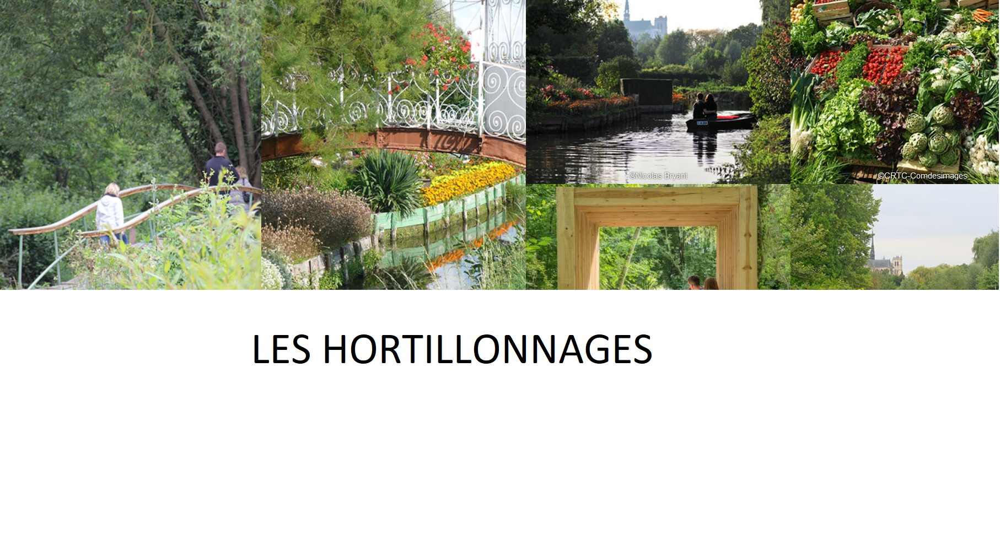 ©Nicolas Bryant
©CRTC-Comdesimages
LES HORTILLONNAGES